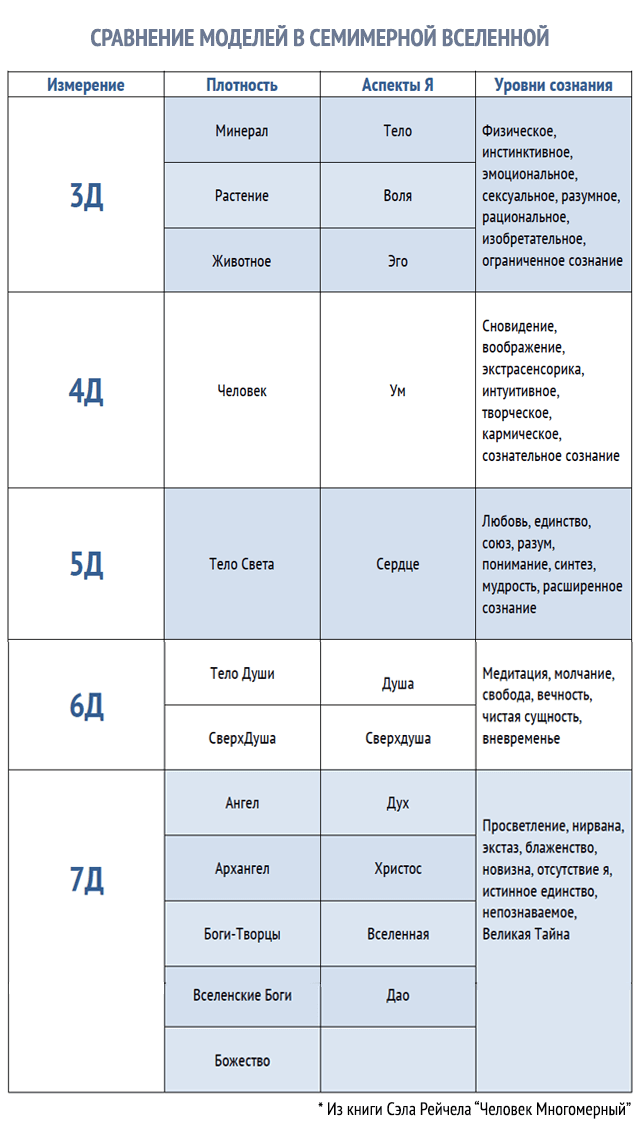 СРАВНЕНИЕ МОДЕЛЕЙ В СЕМИМЕРНОЙ ВСЕЛЕННОЙ
Измерение Плотность Аспекты Я Уровни сознания
3Д
Минерал Тело
Растение Воля
Животное Эго
Физическое,
инстинктивное,
эмоциональное,
сексуальное, разумное,
рациональное,
изобретательное,
ограниченное сознание
4Д
Человек Ум
Сновидение,
воображение,
экстрасенсорика,
интуитивное,
творческое,
кармическое,
сознательное сознание
5Д
Тело Света Сердце
Любовь, единство,
союз, разум,
понимание, синтез,
мудрость, расширенное
сознание
6Д
Тело Души Душа
СверхДуша Сверхдуша
Медитация, молчание,
свобода, вечность,
чистая сущность,
вневременье
7Д
Ангел Дух
Архангел Христос
Боги-Творцы Вселенная
Вселенские Боги Дао
Божество
Просветление, нирвана,
экстаз, блаженство,
новизна, отсутствие я,
истинное единство,
непознаваемое,
Великая Тайна
* Из книги Сэла Рейчела “Человек Многомерный”